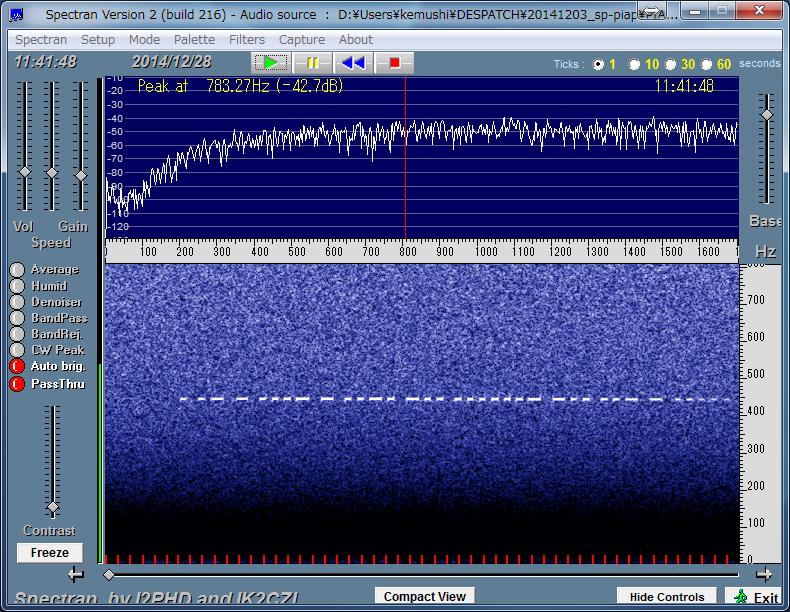 Spectran Version 2 (build 216) - Audio source : D:¥Users¥kemushi¥DESPATCH¥20141203_sp-piap¥
Spectran Setup Mode Palette Filters Capture About
11:41:48 2014/12/28 Ticks : 1 10 30 60 seconds
Peak at 783.27Hz (-42.7dB) 11:41:48
-10
-20
-30
-40
-50
-60
-70
-80
-90
-100
-110
-120
Vol Gain
Speed
Base
100 200 300 400 500 600 700 800 900 1000 1100 1200 1300 1400 1500 1600 Hz
Average
Humid
Denoiser
BandPass
BandRej.
CW Peak
Auto brig.
PassThru
700
600
500
400
300
200
100
0
Contrast
Freeze
Spectran by I2PHD and IK2CZL
Compact View
Hide Controls
Exit